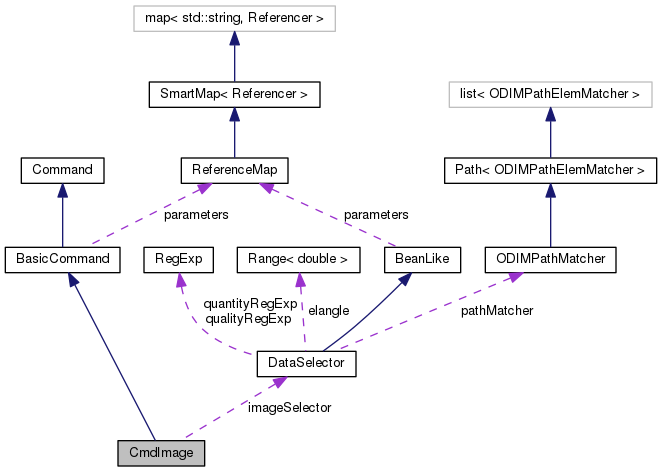 map< std::string, Referencer >
SmartMap< Referencer >
list< ODIMPathElemMatcher >
Command
ReferenceMap
Path< ODIMPathElemMatcher >
parameters
parameters
BasicCommand
RegExp
Range< double >
BeanLike
ODIMPathMatcher
quantityRegExp
qualityRegExp
elangle
pathMatcher
DataSelector
imageSelector
CmdImage